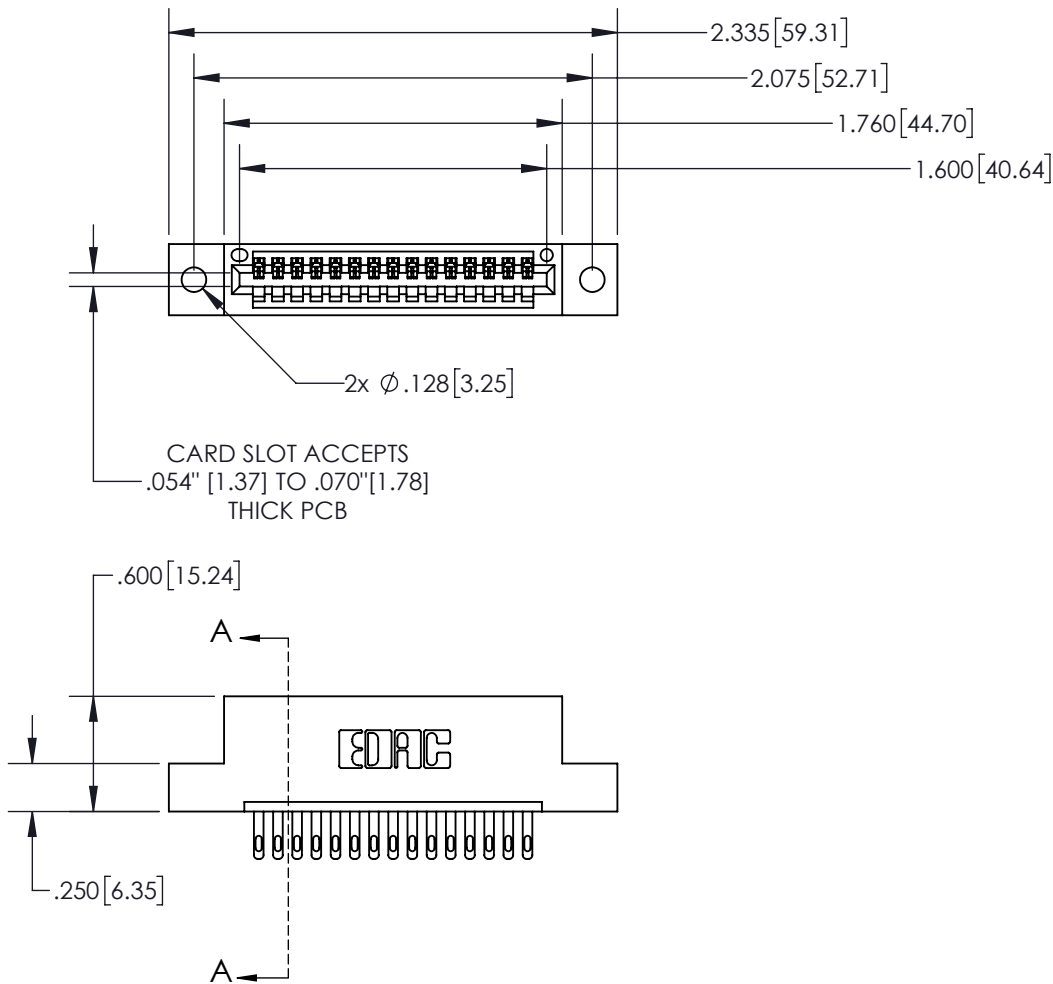 2.335[59.31]
2.075[52.71]
1.760[44.70]
1.600[40.64]
2x ⌀.128[3.25]
CARD SLOT ACCEPTS
.054" [1.37] TO .070"[1.78]
THICK PCB
.600[15.24]
A
EDAC
.250[6.35]
A